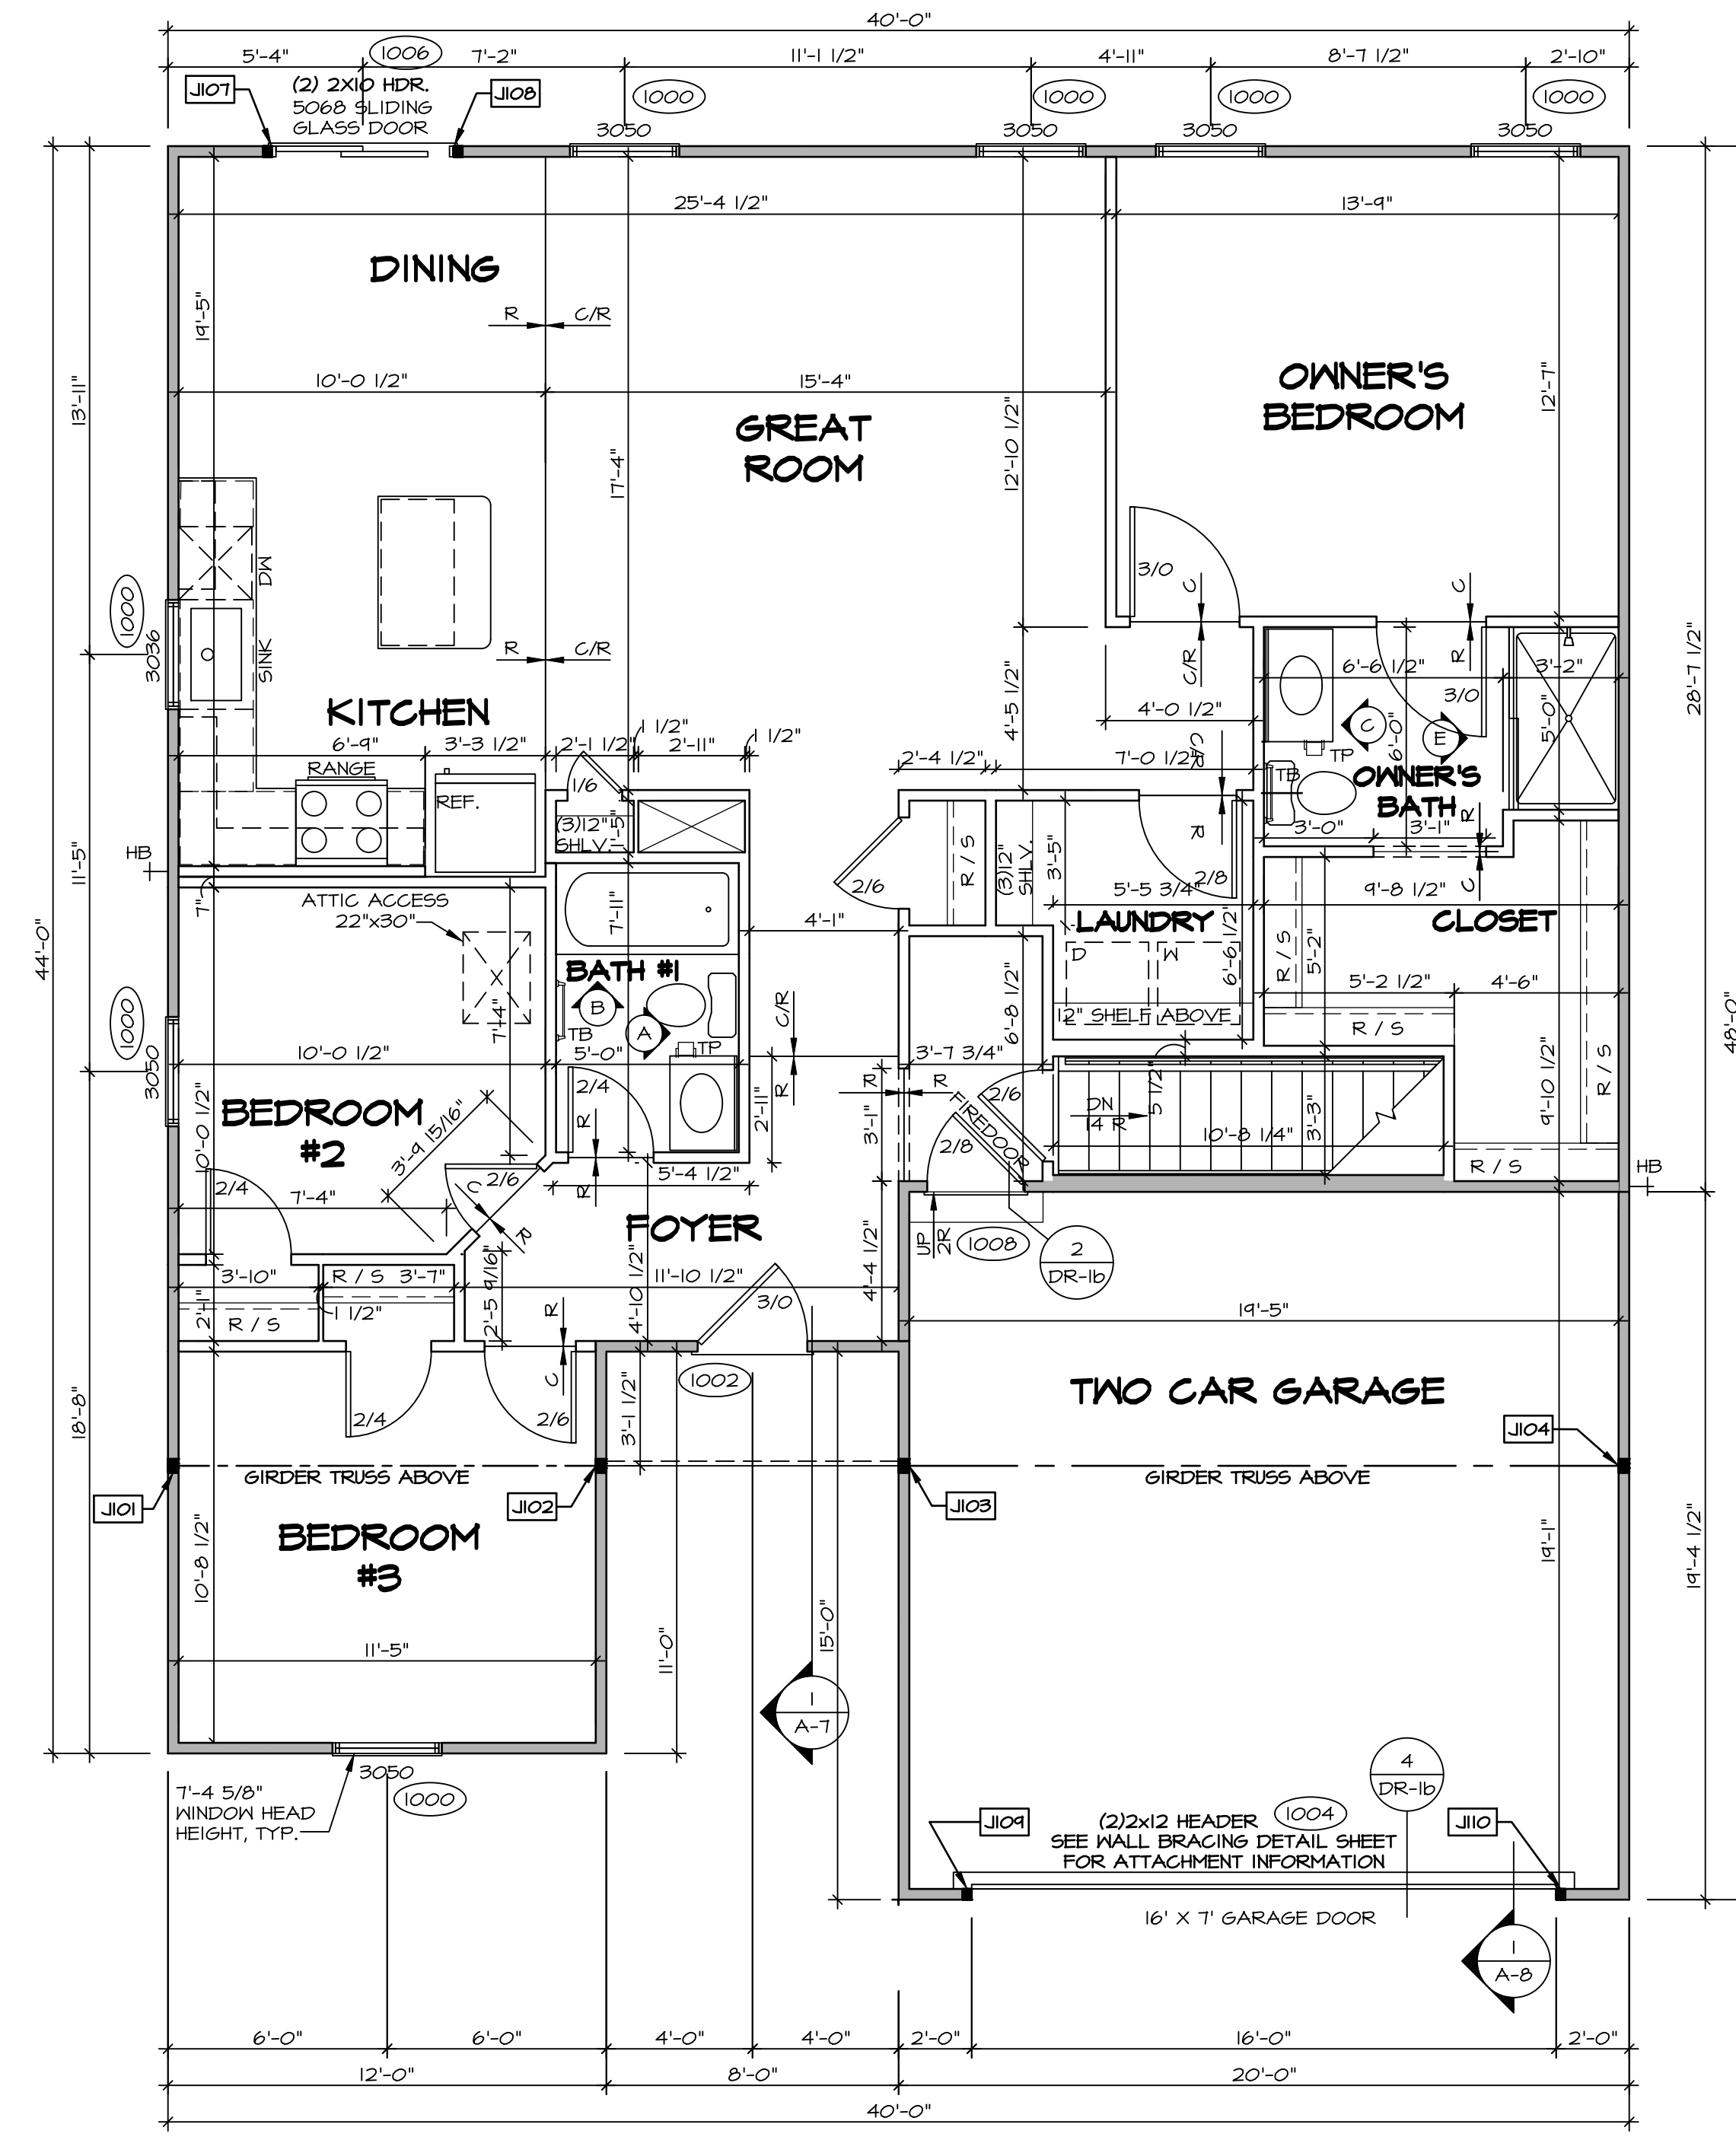 40'-0"
5'-4"
1006
7'-2"
11'-1 1/2"
4'-11"
8'-7 1/2"
2'-10"
J107
(2) 2X10 HDR.
5068 SLIDING
GLASS DOOR
J108
1000
1000
1000
1000
3050
3050
3050
3050
25'-4 1/2"
13'-9"
DINING
19'-5"
R
C/R
13'-11"
10'-0 1/2"
15'-4"
OWNER'S
BEDROOM
12'-7"
GREAT
ROOM
17'-4"
12'-10 1/2"
DW
3/0
C
C
1000
3036
SINK
R
C/R
C/R
R
28'-7 1/2"
6'-6 1/2"
3'-2"
3/0
KITCHEN
4'-5 1/2"
4'-0 1/2"
C
E
6'-0"
5'-0"
6'-9"
3'-3 1/2"
2'-1 1/2"
1 1/2"
2'-11"
1 1/2"
2'-4 1/2"
7'-0 1/2"
C/R
TP
RANGE
REF.
1/6
TB
OWNER'S
BATH
(3)12"
SHLV.
R
R
3'-0"
3'-1"
HB
11'-5"
R / S
(3)12"
SHLV.
3'-5"
2/6
2/8
C
7"
ATTIC ACCESS
22"x30"
7'-11"
4'-1"
5'-5 3/4"
9'-8 1/2"
LAUNDRY
CLOSET
44'-0"
BATH #1
D
W
6'-6 1/2"
R / S
5'-2"
5'-2 1/2"
4'-6"
1000
3050
7'-4"
B
A
TB
TP
C/R
6'-8 1/2"
12" SHELF ABOVE
R / S
48'-0"
10'-0 1/2"
5'-0"
3'-7 3/4"
R / S
9'-10 1/2"
2/4
R
R
R
2/6
5 1/2"
BEDROOM
#2
10'-0 1/2"
3'-9 15/16"
R
2'-11"
3'-1"
FIREDOOR
2/8
DN
14 R
10'-8 1/4"
3'-3"
2/4
7'-4"
2/6
C
R
R
5'-4 1/2"
R / S
HB
FOYER
UP
2R
1008
2
DR-1b
3'-10"
R / S
3'-7"
11'-10 1/2"
4'-4 1/2"
2'-1"
1 1/2"
R / S
2'-5 9/16"
R
4'-10 1/2"
3/0
19'-5"
18'-8"
C
1002
TWO CAR GARAGE
2/4
2/6
3'-1 1/2"
J104
GIRDER TRUSS ABOVE
GIRDER TRUSS ABOVE
J101
J102
J103
BEDROOM
#3
10'-8 1/2"
19'-1"
19'-4 1/2"
11'-5"
11'-0"
15'-0"
1
A-7
3050
1000
7'-4 5/8"
WINDOW HEAD
HEIGHT, TYP.
4
DR-1b
J109
(2)2x12 HEADER
1004
J110
SEE WALL BRACING DETAIL SHEET
FOR ATTACHMENT INFORMATION
16' X 7' GARAGE DOOR
1
A-8
6'-0"
6'-0"
4'-0"
4'-0"
2'-0"
16'-0"
2'-0"
12'-0"
8'-0"
20'-0"
40'-0"